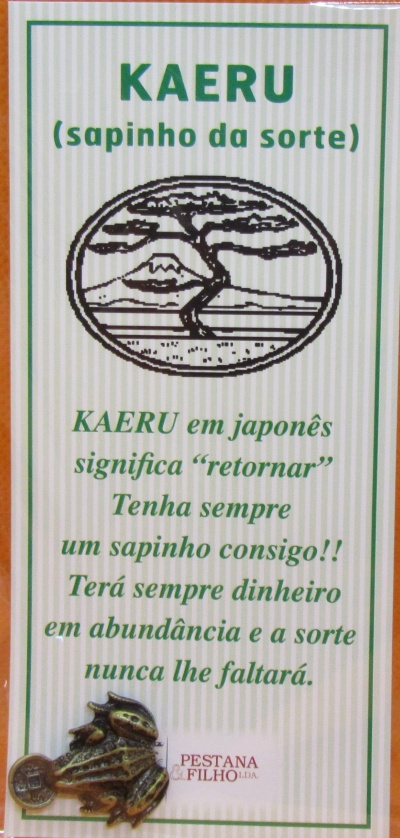 KAERU
(sapinho da sorte)
KAERU em japonês
significa “retornar”
Tenha sempre
um sapinho consigo!!
Terá sempre dinheiro
em abundância e a sorte
nunca lhe faltará.
PESTANA
& FILHO LDA.